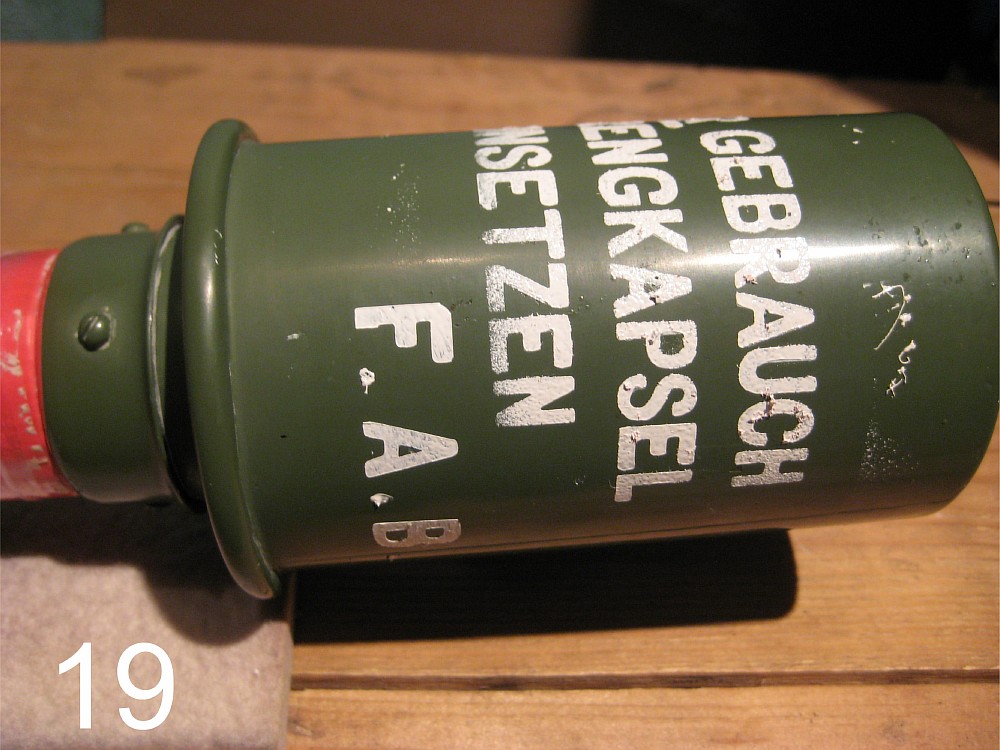 GEBRAUCH
ENGKAPSEL
NSETZEN
F.A.B.
19